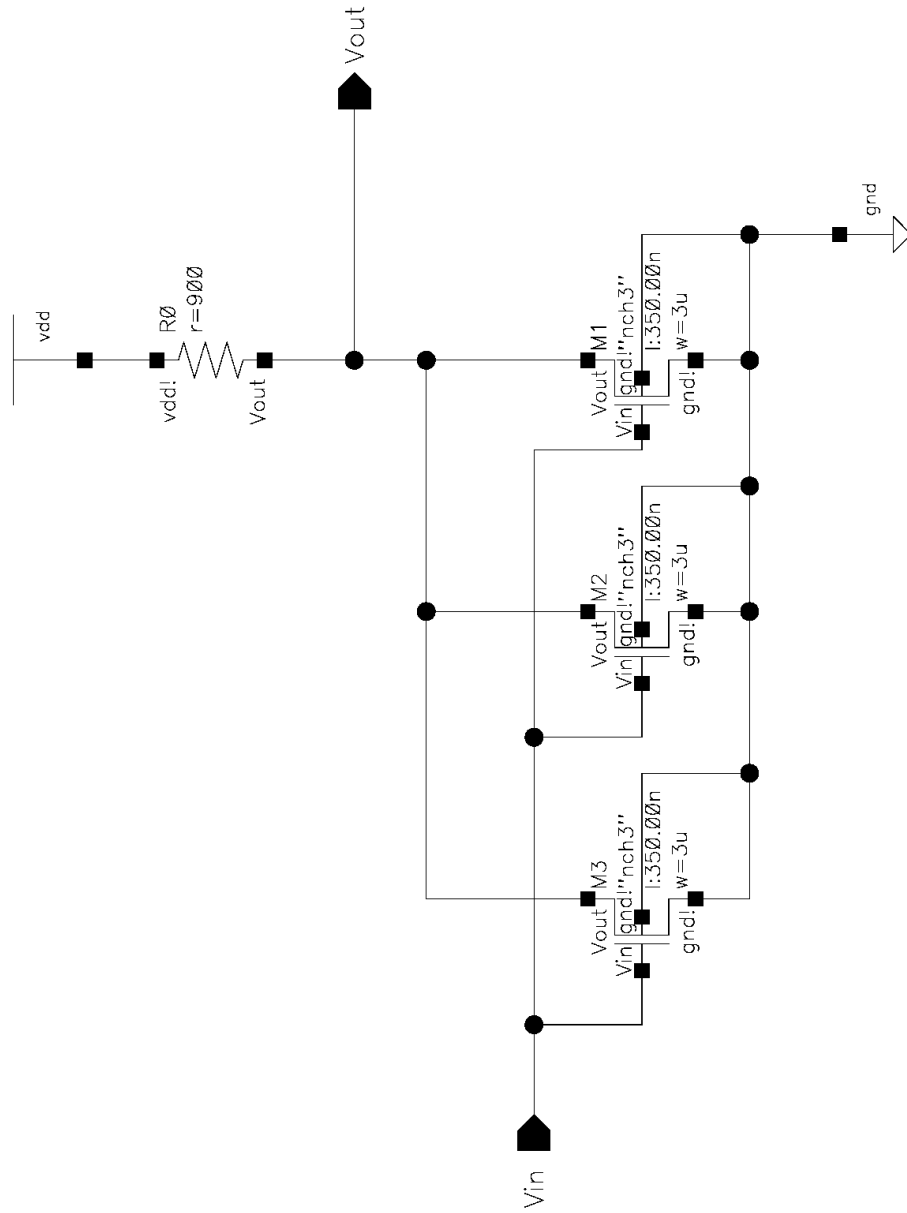 vdd
vdd!
R0
r=900
Vout
Vout
M1
Vout
Vin
gnd!
"nch3"
l:350.00n
w=3u
gnd!
M2
Vout
Vin
gnd!
"nch3"
l:350.00n
w=3u
gnd!
M3
Vout
Vin
gnd!
"nch3"
l:350.00n
w=3u
gnd!
Vin
gnd